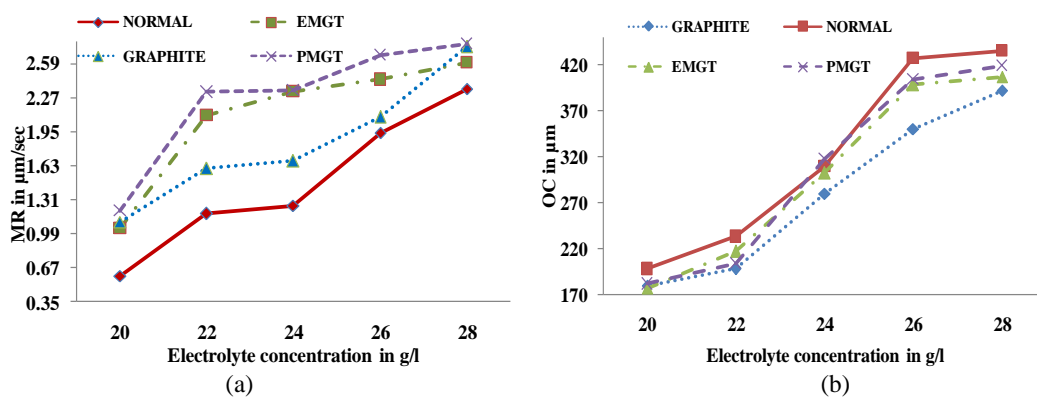 NORMAL EMGT
GRAPHITE PMGT
MR in µm/sec
2.59
2.27
1.95
1.63
1.31
0.99
0.67
0.35
20 22 24 26 28
Electrolyte concentration in g/l
(a)
GRAPHITE NORMAL
EMGT PMGT
OC in µm
420
370
320
270
220
170
20 22 24 26 28
Electrolyte concentration in g/l
(b)